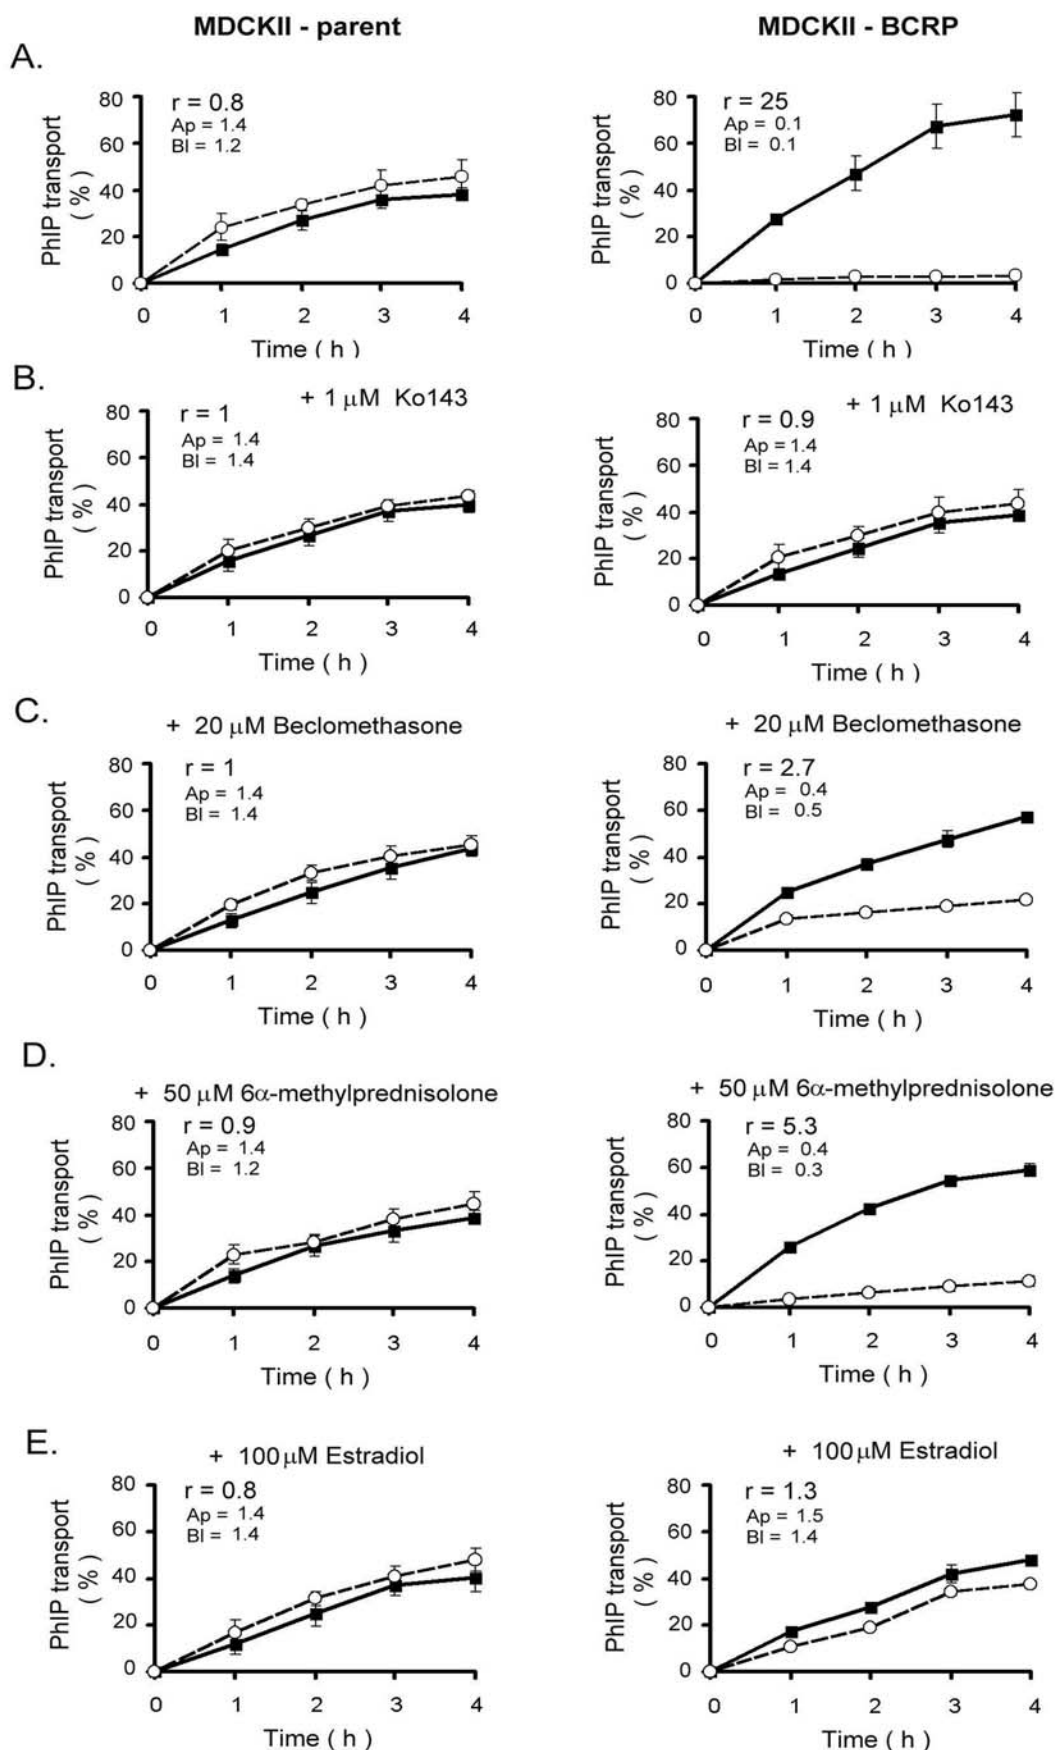 MDCKII - parent
MDCKII - BCRP
A.
80
60
40
20
0
PhIP transport
( % )
r = 0.8
Ap = 1.4
Bl = 1.2
0 1 2 3 4
Time ( h )
80
60
40
20
0
PhIP transport
( % )
r = 25
Ap = 0.1
Bl = 0.1
0 1 2 3 4
Time ( h )
B.
+ 1 μM Ko143
80
60
40
20
0
PhIP transport
( % )
r = 1
Ap = 1.4
Bl = 1.4
0 1 2 3 4
Time ( h )
+ 1 μM Ko143
80
60
40
20
0
PhIP transport
( % )
r = 0.9
Ap = 1.4
Bl = 1.4
0 1 2 3 4
Time ( h )
C.
+ 20 μM Beclomethasone
80
60
40
20
0
PhIP transport
( % )
r = 1
Ap = 1.4
Bl = 1.4
0 1 2 3 4
Time ( h )
+ 20 μM Beclomethasone
80
60
40
20
0
PhIP transport
( % )
r = 2.7
Ap = 0.4
Bl = 0.5
0 1 2 3 4
Time ( h )
D.
+ 50 μM 6α-methylprednisolone
80
60
40
20
0
PhIP transport
( % )
r = 0.9
Ap = 1.4
Bl = 1.2
0 1 2 3 4
Time ( h )
+ 50 μM 6α-methylprednisolone
80
60
40
20
0
PhIP transport
( % )
r = 5.3
Ap = 0.4
Bl = 0.3
0 1 2 3 4
Time ( h )
E.
+ 100 μM Estradiol
80
60
40
20
0
PhIP transport
( % )
r = 0.8
Ap = 1.4
Bl = 1.4
0 1 2 3 4
Time ( h )
+ 100 μM Estradiol
80
60
40
20
0
PhIP transport
( % )
r = 1.3
Ap = 1.5
Bl = 1.4
0 1 2 3 4
Time ( h )